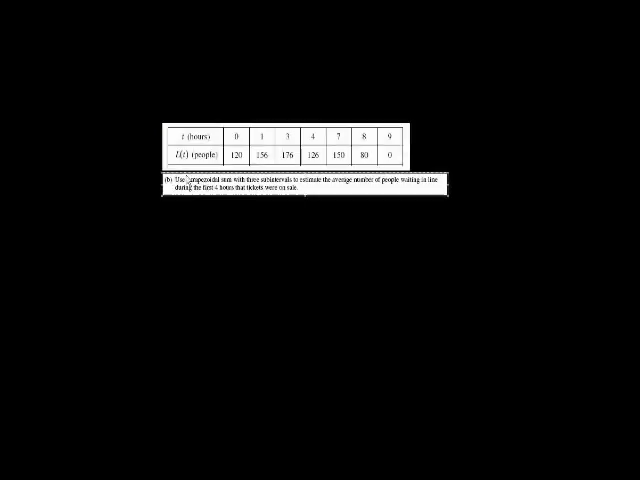 t (hours) 0 1 3 4 7 8 9
L(t) (people) 120 156 176 126 150 80 0
(b) Use trapezoidal sum with three subintervals to estimate the average number of people waiting in line
during the first 4 hours that tickets were on sale.